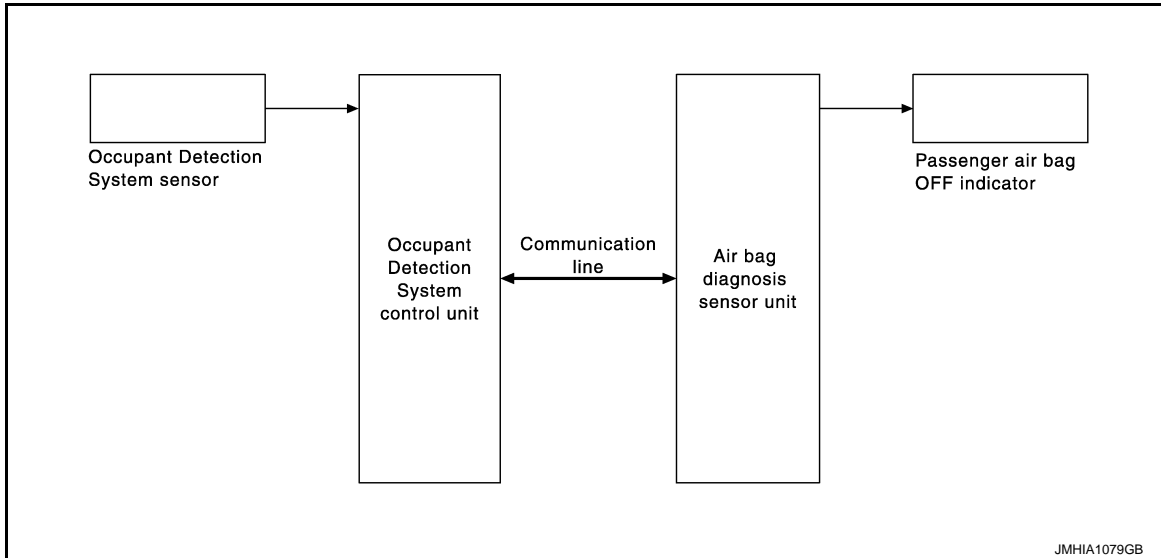 Occupant Detection
System sensor
Occupant
Detection
System
control unit
Communication
line
Air bag
diagnosis
sensor unit
Passenger air bag
OFF indicator
JMHIA1079GB